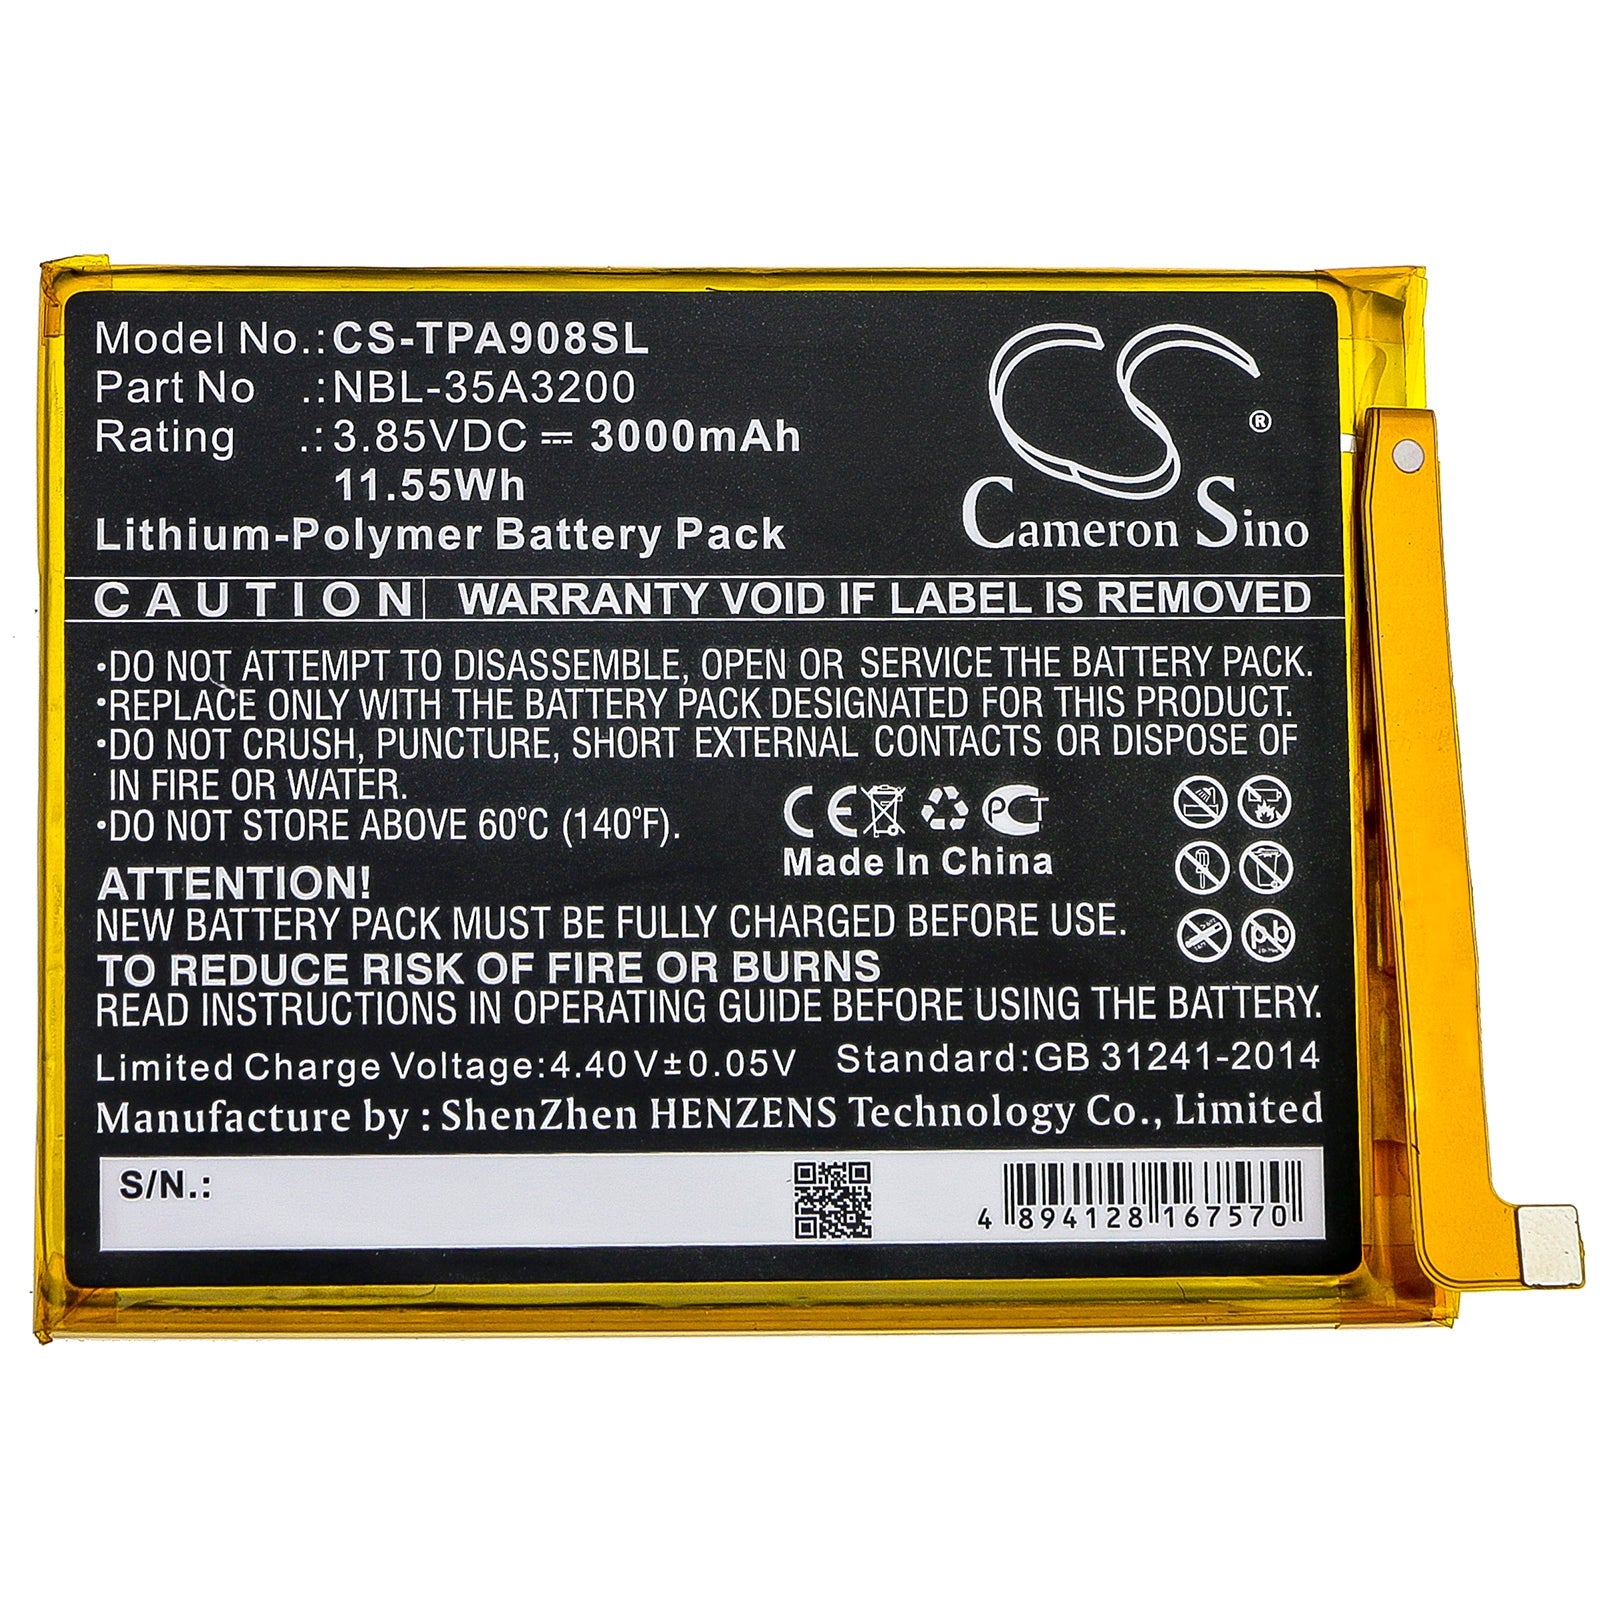 Model No.:CS-TPA908SL
Part No .:NBL-35A3200
Rating .:3.85VDC ⎓ 3000mAh
11.55Wh
Lithium-Polymer Battery Pack
CS®
Cameron Sino
CAUTION| WARRANTY VOID IF LABEL IS REMOVED
•DO NOT ATTEMPT TO DISASSEMBLE, OPEN OR SERVICE THE BATTERY PACK.
•REPLACE ONLY WITH THE BATTERY PACK DESIGNATED FOR THIS PRODUCT.
•DO NOT CRUSH, PUNCTURE, SHORT EXTERNAL CONTACTS OR DISPOSE OF
IN FIRE OR WATER.
•DO NOT STORE ABOVE 60°C (140°F).
CE PCT
Made In China
Pb
ATTENTION!
NEW BATTERY PACK MUST BE FULLY CHARGED BEFORE USE.
TO REDUCE RISK OF FIRE OR BURNS
READ INSTRUCTIONS IN OPERATING GUIDE BEFORE USING THE BATTERY.
Limited Charge Voltage:4.40V±0.05V Standard:GB 31241-2014
Manufacture by : ShenZhen HENZENS Technology Co., Limited
S/N.:
4 894128 167570